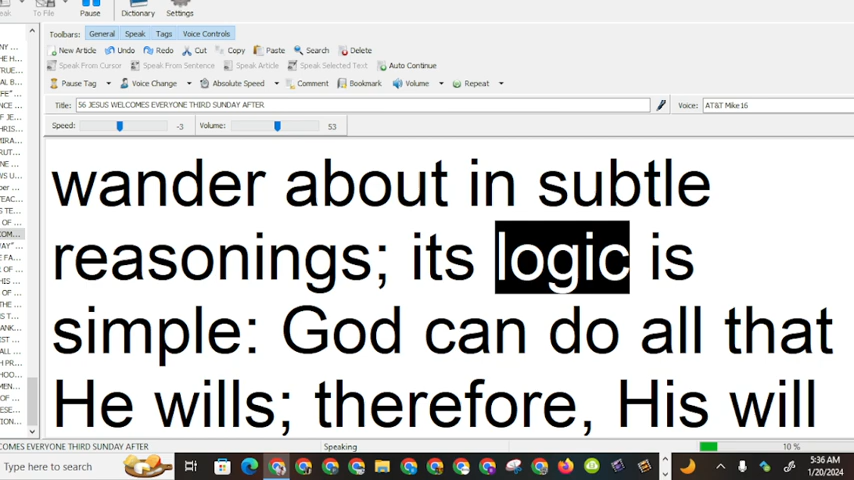 To File
Pause
Dictionary
Settings
Toolbars: General Speak Tags Voice Controls
New Article Undo Redo Cut Copy Paste Search Delete
Speak From Cursor Speak From Sentence Speak Article Speak Selected Text Auto Continue
Pause Tag Voice Change Absolute Speed Comment Bookmark Volume Repeat
Title: 56 JESUS WELCOMES EVERYONE THIRD SUNDAY AFTER Voice: AT&T Mike16
Speed: -3 Volume: 53
wander about in subtle
reasonings; its logic is
simple: God can do all that
He wills; therefore, His will
COMES EVERYONE THIRD SUNDAY AFTER Speaking 10 %
Type here to search 5:36 AM
1/20/2024